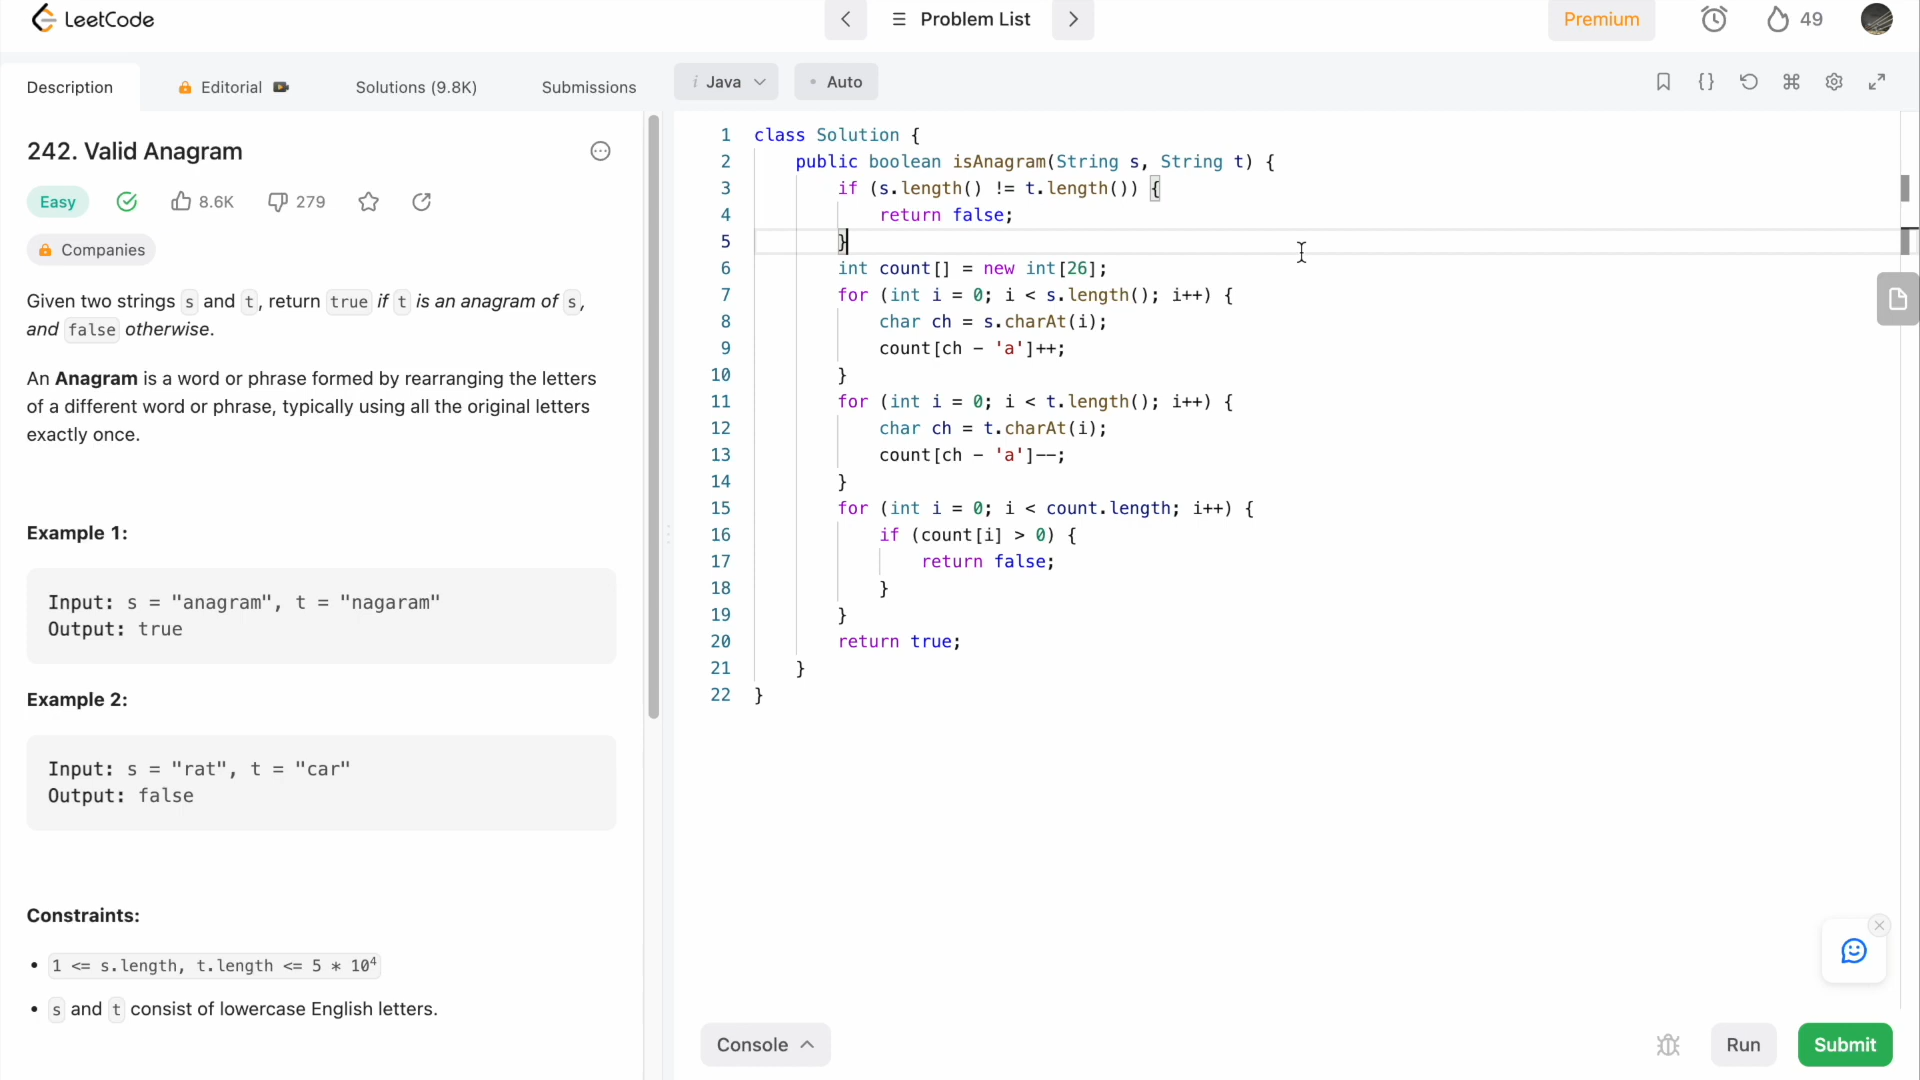 LeetCode
Problem List
Premium
49
Description
Editorial
Solutions (9.8K)
Submissions
i Java
Auto
242. Valid Anagram
Easy
8.6K
279
Companies
Given two strings s and t, return true if t is an anagram of s,
and false otherwise.
An Anagram is a word or phrase formed by rearranging the letters
of a different word or phrase, typically using all the original letters
exactly once.
Example 1:
Input: s = "anagram", t = "nagaram"
Output: true
Example 2:
Input: s = "rat", t = "car"
Output: false
Constraints:
• 1 <= s.length, t.length <= 5 * 10⁴
• s and t consist of lowercase English letters.
1 class Solution {
2 public boolean isAnagram(String s, String t) {
3 if (s.length() != t.length()) {
4 return false;
5 }
6 int count[] = new int[26];
7 for (int i = 0; i < s.length(); i++) {
8 char ch = s.charAt(i);
9 count[ch - 'a']++;
10 }
11 for (int i = 0; i < t.length(); i++) {
12 char ch = t.charAt(i);
13 count[ch - 'a']--;
14 }
15 for (int i = 0; i < count.length; i++) {
16 if (count[i] > 0) {
17 return false;
18 }
19 }
20 return true;
21 }
22 }
Console
Run
Submit